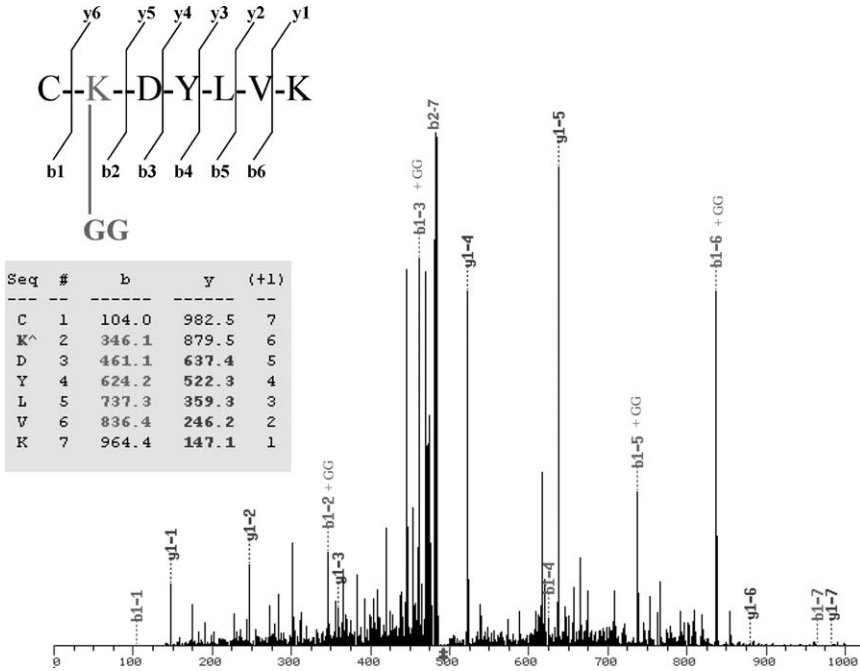 y6 y5 y4 y3 y2 y1
C-K-D-Y-L-V-K
b1 b2 b3 b4 b5 b6
GG
Seq # b y (+1)
--- -- ------ ------ --
C 1 104.0 982.5 7
K^ 2 346.1 879.5 6
D 3 461.1 637.4 5
Y 4 624.2 522.3 4
L 5 737.3 359.3 3
V 6 836.4 246.2 2
K 7 964.4 147.1 1
b1-1
y1-1
y1-2
b1-2 + GG
y1-3
b1-3 + GG
b2-7
y1-4
b1-4
y1-5
b1-5 + GG
b1-6 + GG
y1-6
b1-7
y1-7
0 100 200 300 400 500 600 700 800 900 1000